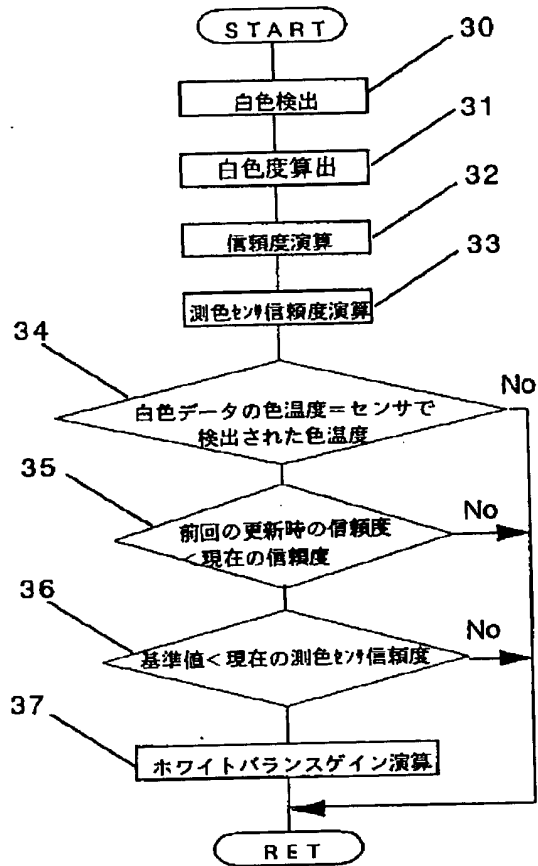 START
30
白色検出
31
白色度算出
32
信頼度演算
33
測色センサ信頼度演算
34
No
白色データの色温度=センサで
検出された色温度
35
No
前回の更新時の信頼度
<現在の信頼度
36
No
基準値<現在の測色センサ信頼度
37
ホワイトバランスゲイン演算
RET